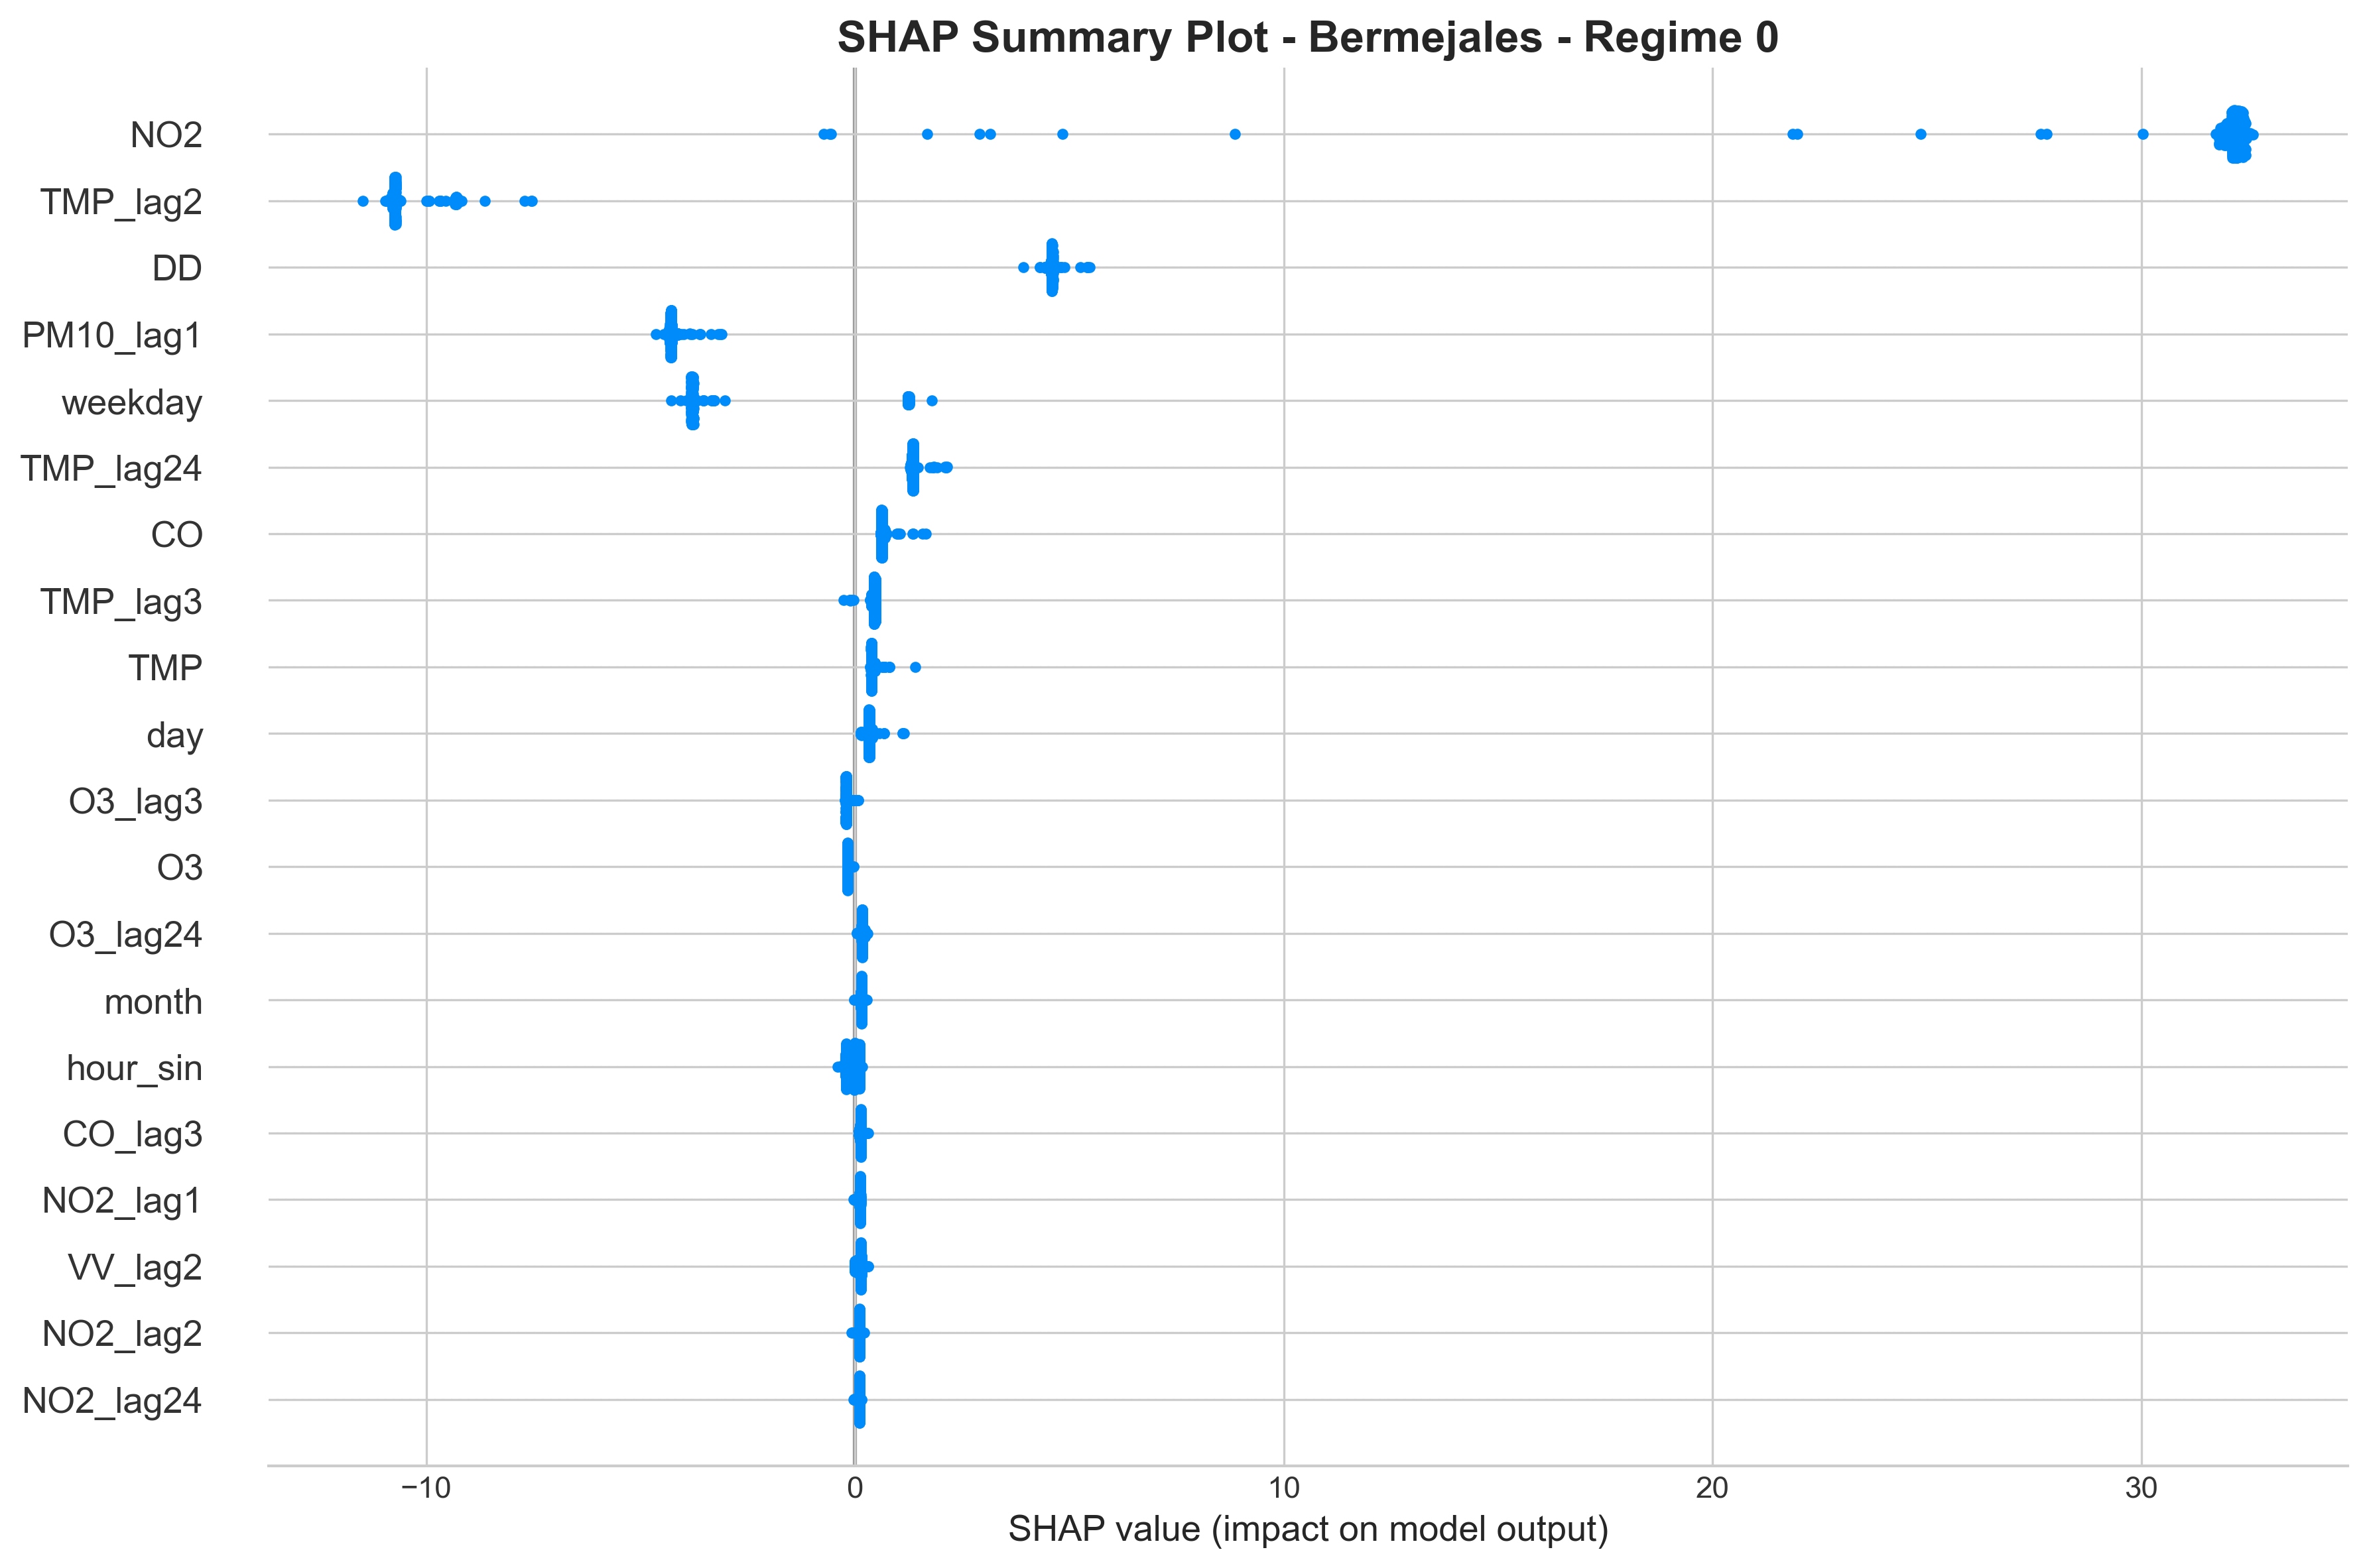 SHAP Summary Plot - Bermejales - Regime 0
NO2
TMP_lag2
DD
PM10_lag1
weekday
TMP_lag24
CO
TMP_lag3
TMP
day
O3_lag3
O3
O3_lag24
month
hour_sin
CO_lag3
NO2_lag1
VV_lag2
NO2_lag2
NO2_lag24
−10 0 10 20 30
SHAP value (impact on model output)